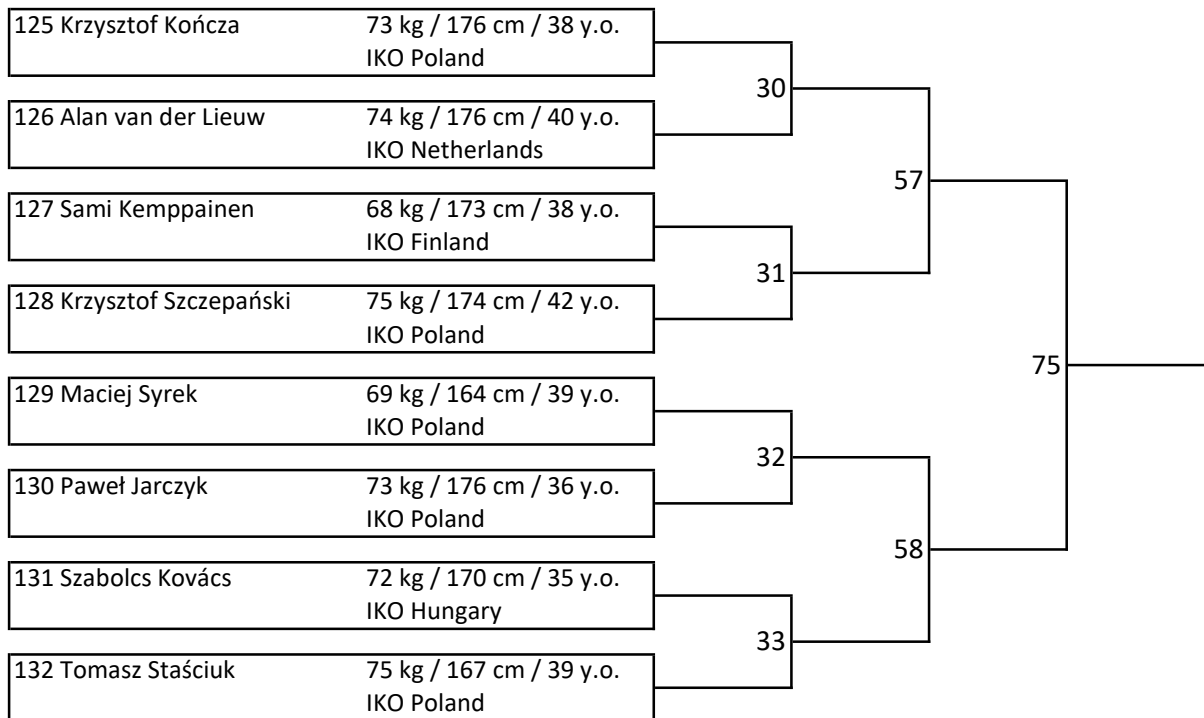 125 Krzysztof Kończa 73 kg / 176 cm / 38 y.o.
IKO Poland
30
126 Alan van der Lieuw 74 kg / 176 cm / 40 y.o.
IKO Netherlands
57
127 Sami Kemppainen 68 kg / 173 cm / 38 y.o.
IKO Finland
31
128 Krzysztof Szczepański 75 kg / 174 cm / 42 y.o.
IKO Poland
75
129 Maciej Syrek 69 kg / 164 cm / 39 y.o.
IKO Poland
32
130 Paweł Jarczyk 73 kg / 176 cm / 36 y.o.
IKO Poland
58
131 Szabolcs Kovács 72 kg / 170 cm / 35 y.o.
IKO Hungary
33
132 Tomasz Staściuk 75 kg / 167 cm / 39 y.o.
IKO Poland